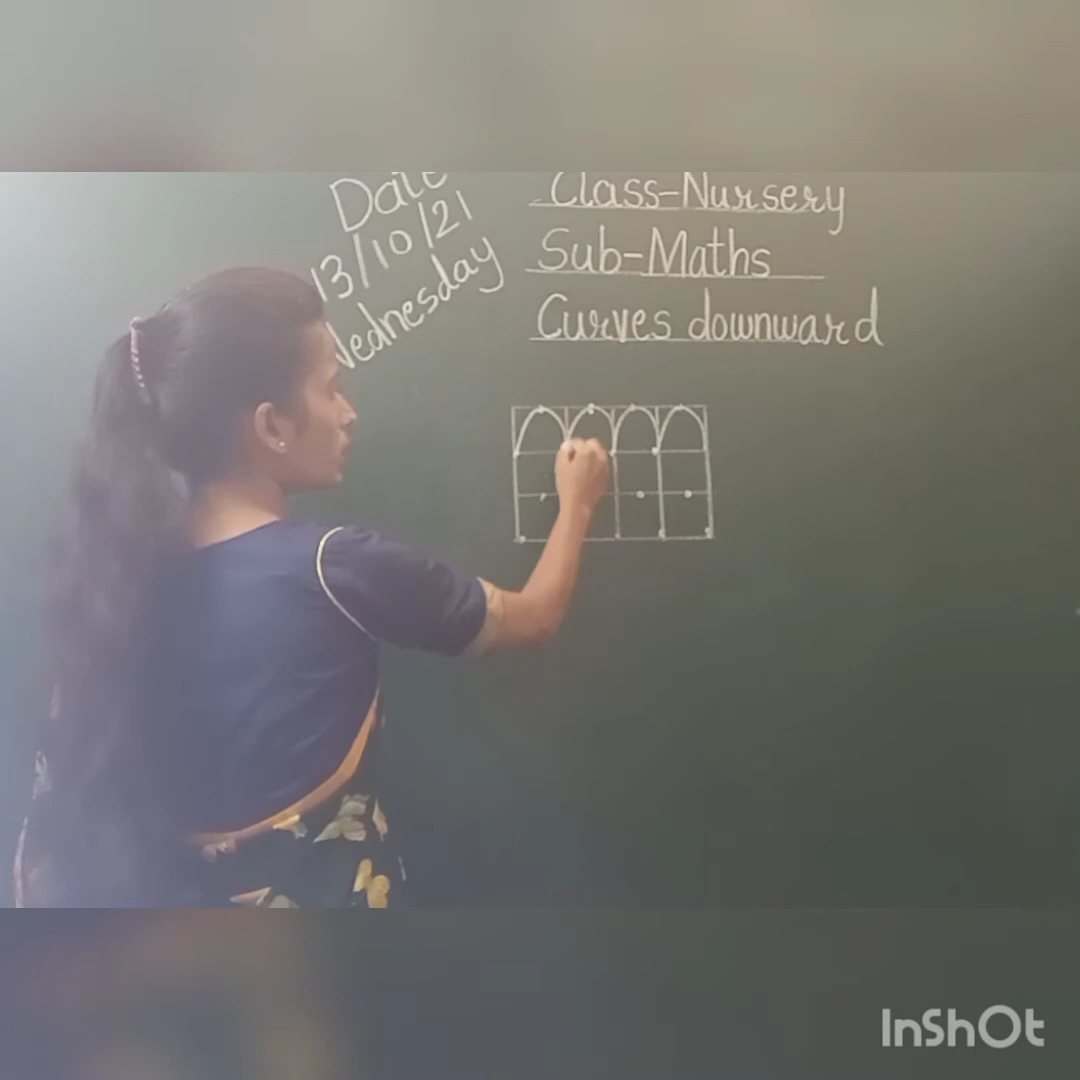 Date
13/10/21
Wednesday
Class-Nursery
Sub-Maths
Curves downward
InShOt